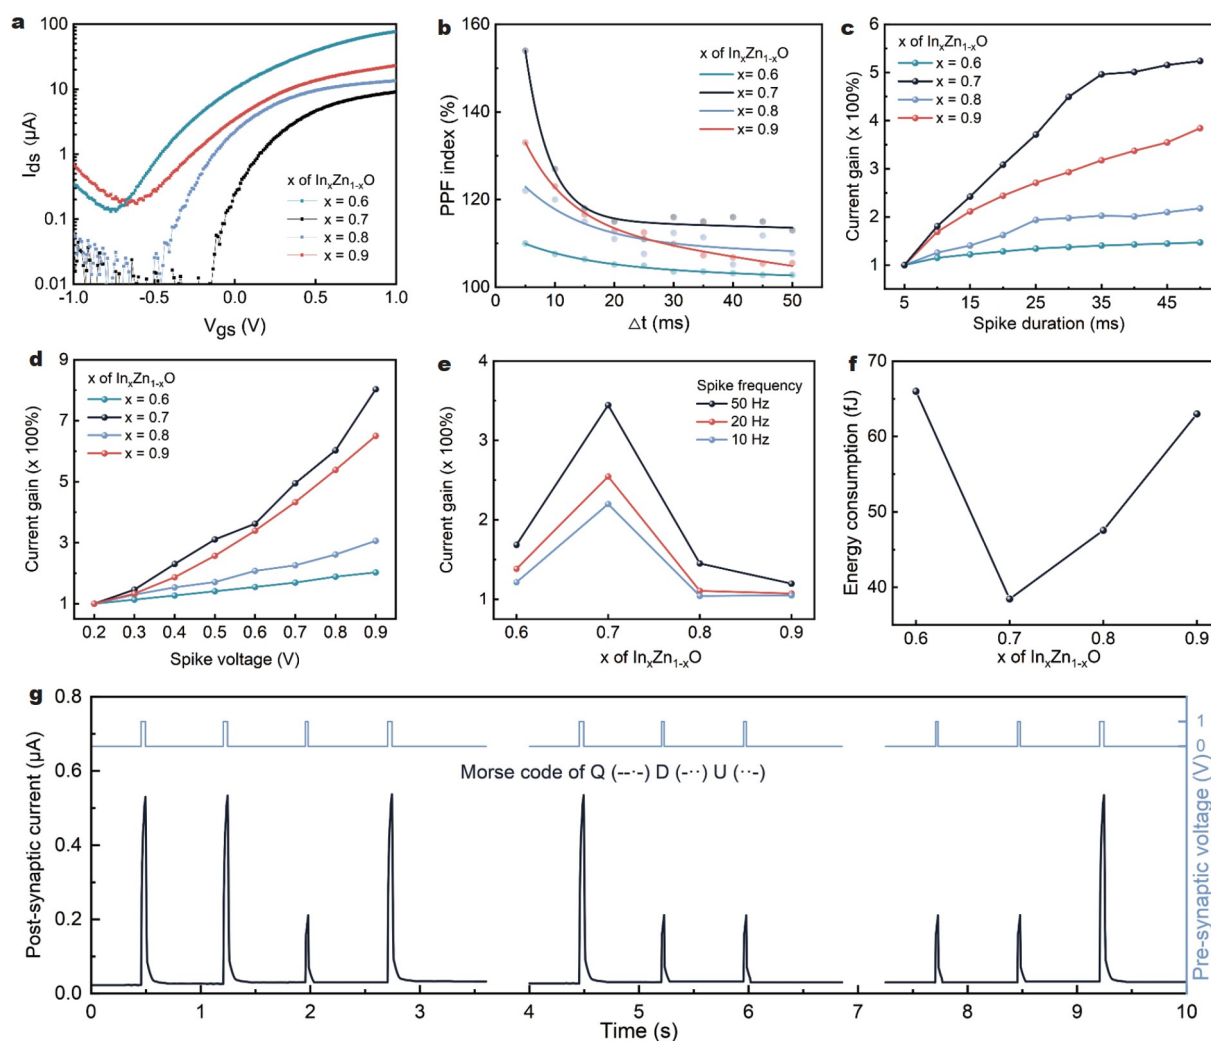 a
100
10
1
0.1
0.01
I_ds (μA)
-1.0 -0.5 0.0 0.5 1.0
V_gs (V)
x of In_xZn_1-xO
x = 0.6
x = 0.7
x = 0.8
x = 0.9
b
160
140
120
100
PPF index (%)
0 10 20 30 40 50
Δt (ms)
x of In_xZn_1-xO
x= 0.6
x= 0.7
x= 0.8
x= 0.9
c
6
5
4
3
2
1
Current gain (x 100%)
5 15 25 35 45
Spike duration (ms)
x of In_xZn_1-xO
x = 0.6
x = 0.7
x = 0.8
x = 0.9
d
9
7
5
3
1
Current gain (x 100%)
0.2 0.3 0.4 0.5 0.6 0.7 0.8 0.9
Spike voltage (V)
x of In_xZn_1-xO
x = 0.6
x = 0.7
x = 0.8
x = 0.9
e
4
3
2
1
Current gain (x 100%)
0.6 0.7 0.8 0.9
x of In_xZn_1-xO
Spike frequency
50 Hz
20 Hz
10 Hz
f
70
60
50
40
Energy consumption (fJ)
0.6 0.7 0.8 0.9
x of In_xZn_1-xO
g
0.8
0.6
0.4
0.2
0.0
Post-synaptic current (μA)
Morse code of Q (--·-) D (-··) U (··-)
0 1 2 3 4 5 6 7 8 9 10
Time (s)
1
0
Pre-synaptic voltage (V)